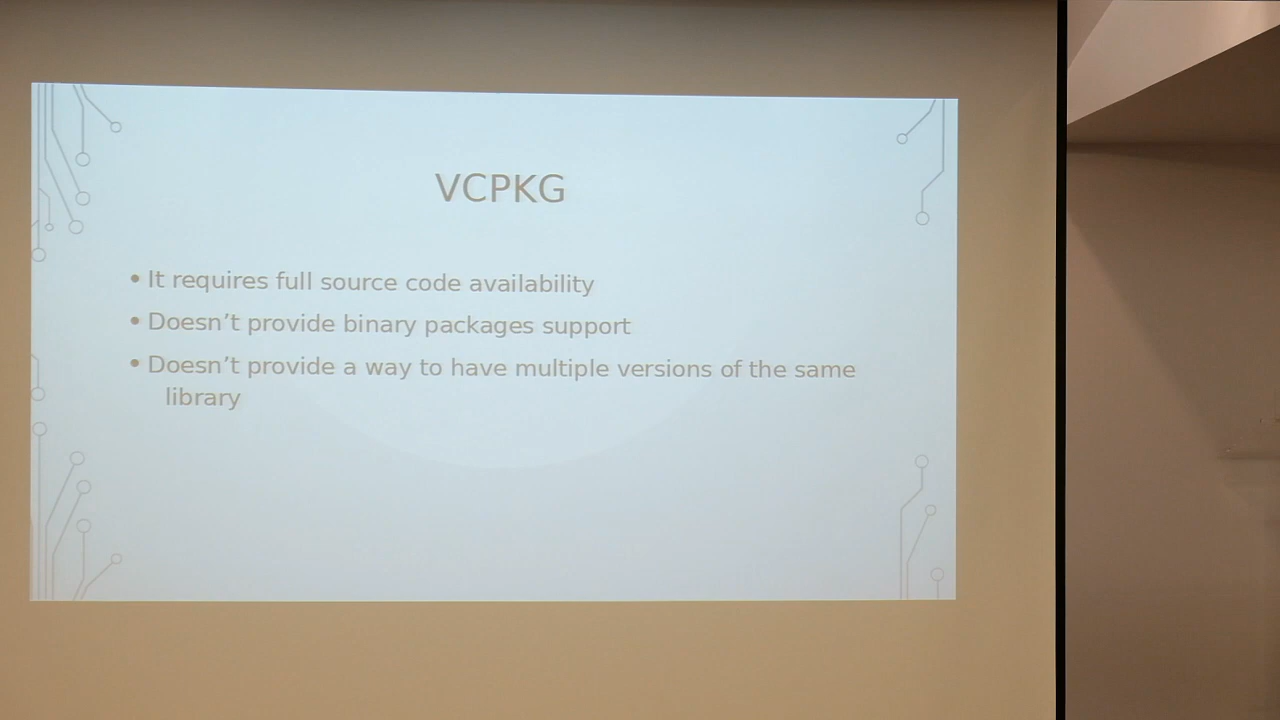 VCPKG
• It requires full source code availability
• Doesn’t provide binary packages support
• Doesn’t provide a way to have multiple versions of the same
library